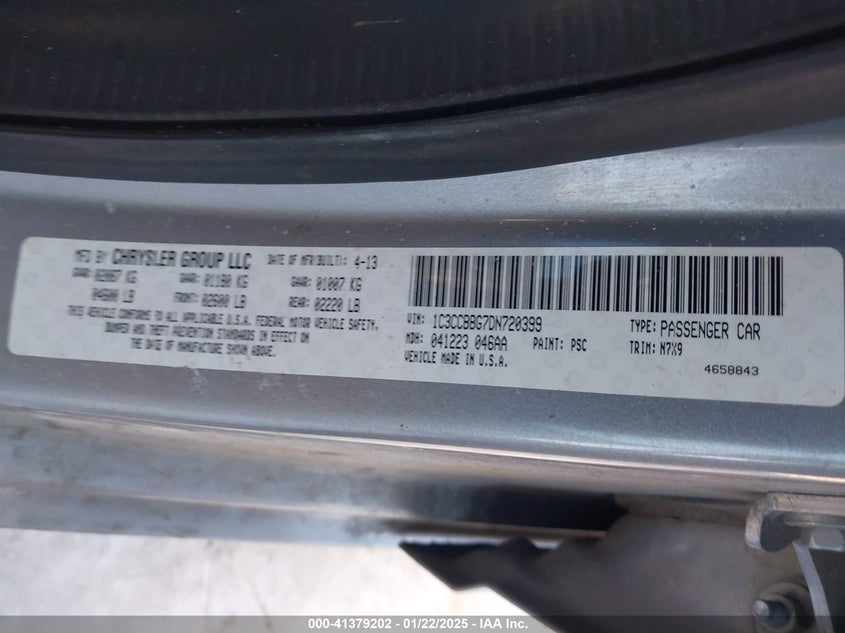 MFD BY CHRYSLER GROUP LLC DATE OF MFR(BUILT): 4-13
GVWR: 02087 KG GAWR: 01180 KG GAWR: 01007 KG
04600 LB FRONT: 02600 LB REAR: 02220 LB
THIS VEHICLE CONFORMS TO ALL APPLICABLE U.S.A. FEDERAL MOTOR VEHICLE SAFETY,
BUMPER AND THEFT PREVENTION STANDARDS IN EFFECT ON
THE DATE OF MANUFACTURE SHOWN ABOVE.
VIN: 1C3CCBBG7DN720399 TYPE: PASSENGER CAR
MDH: 041223 046AA PAINT: PSC TRIM: N7X9
VEHICLE MADE IN U.S.A.
4658843
000-41379202 - 01/22/2025 - IAA Inc.